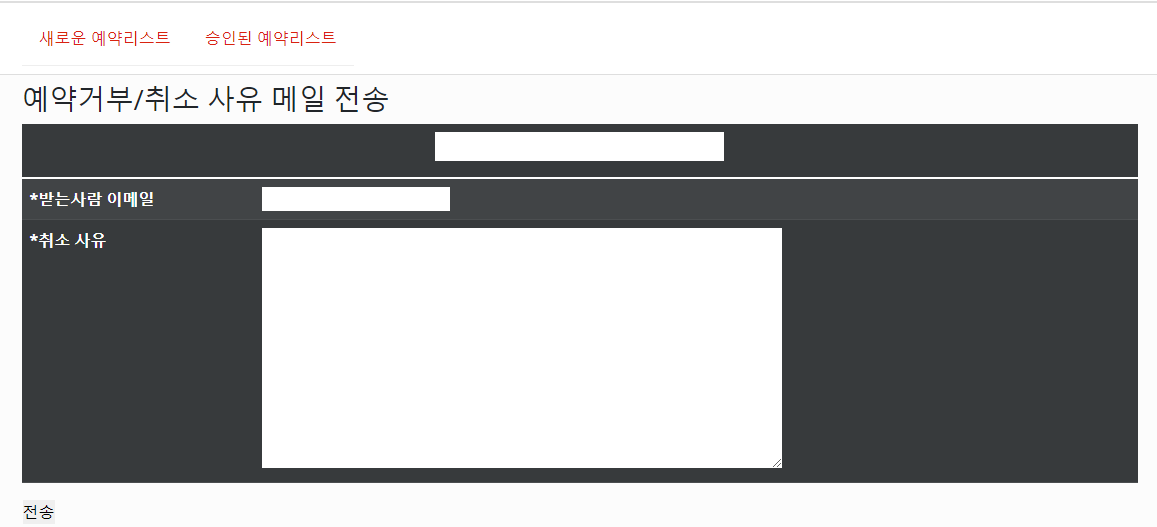 새로운 예약리스트 승인된 예약리스트
예약거부/취소 사유 메일 전송
*받는사람 이메일
*취소 사유
전송